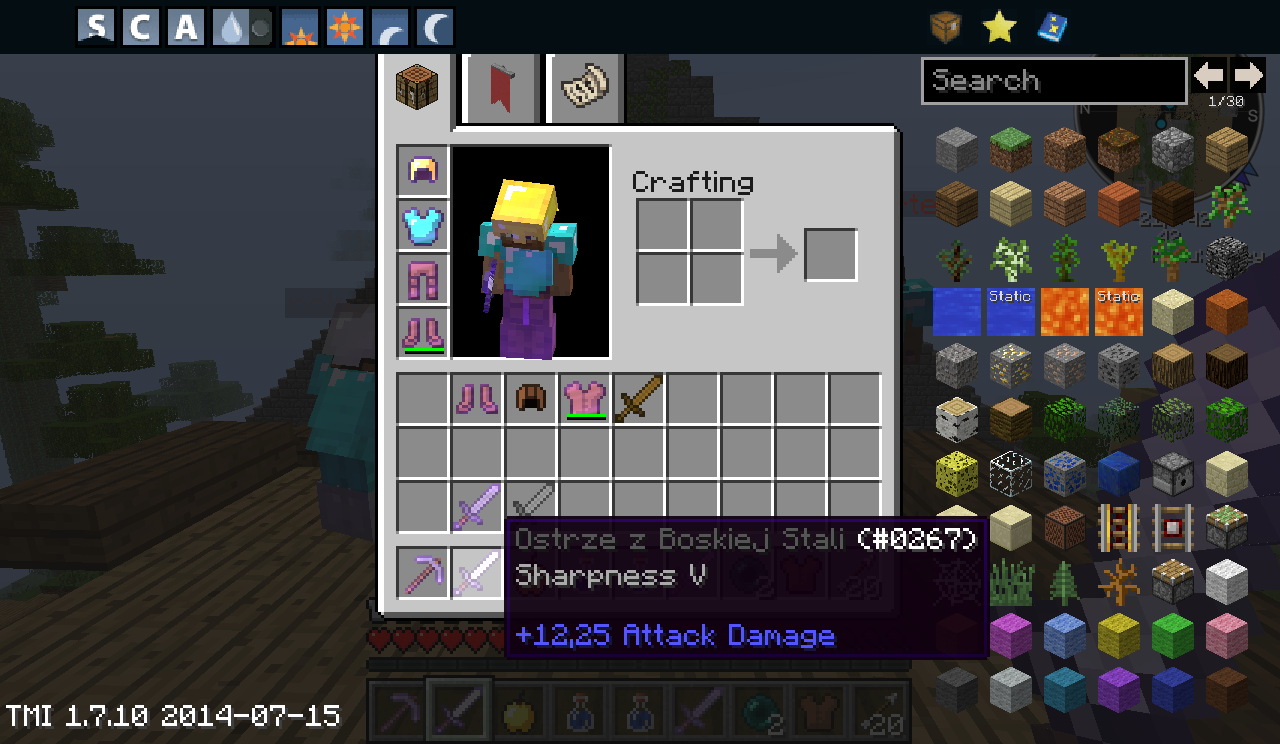 S C A
Search
1/30
N
S
Crafting
Static
Static
Ostrze z Boskiej Stali (#0267)
Sharpness V
+12,25 Attack Damage
2
+20
TMI 1.7.10 2014-07-15